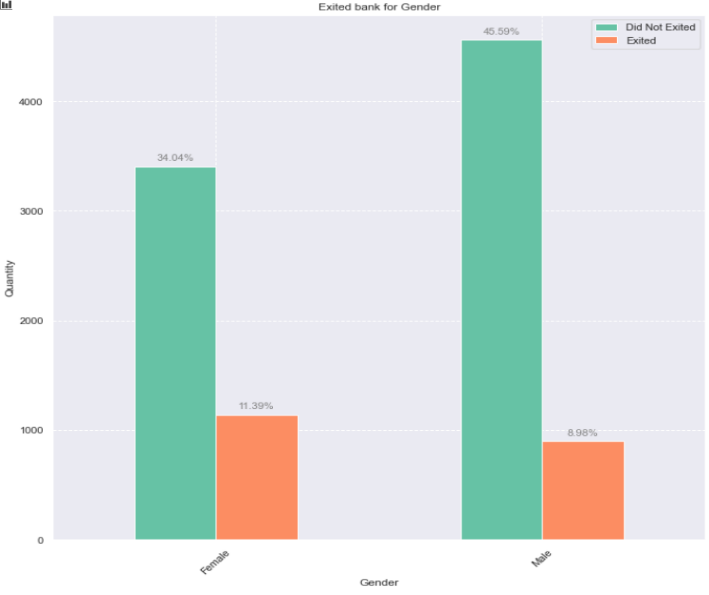 Exited bank for Gender
Did Not Exited
Exited
45.59%
34.04%
11.39%
8.98%
4000
3000
2000
1000
0
Quantity
Female
Male
Gender